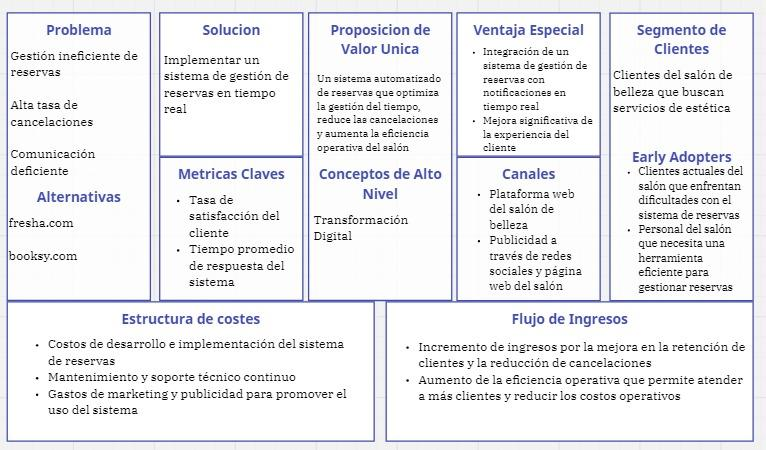 Problema
Gestión ineficiente de
reservas
Alta tasa de
cancelaciones
Comunicación
deficiente
Alternativas
fresha.com
booksy.com
Solucion
Implementar un
sistema de gestión de
reservas en tiempo
real
Metricas Claves
• Tasa de
satisfacción del
cliente
• Tiempo promedio
de respuesta del
sistema
Proposicion de
Valor Unica
Un sistema automatizado
de reservas que optimiza
la gestión del tiempo,
reduce las cancelaciones
y aumenta la eficiencia
operativa del salón
Conceptos de Alto
Nivel
Transformación
Digital
Ventaja Especial
• Integración de un
sistema de gestión de
reservas con
notificaciones en
tiempo real
• Mejora significativa de
la experiencia del
cliente
Canales
• Plataforma web
del salón de
belleza
• Publicidad a
través de redes
sociales y página
web del salón
Segmento de
Clientes
Clientes del salón de
belleza que buscan
servicios de estética
Early Adopters
• Clientes actuales del
salón que enfrentan
dificultades con el
sistema de reservas
• Personal del salón
que necesita una
herramienta
eficiente para
gestionar reservas
Estructura de costes
• Costos de desarrollo e implementación del sistema
de reservas
• Mantenimiento y soporte técnico continuo
• Gastos de marketing y publicidad para promover el
uso del sistema
Flujo de Ingresos
• Incremento de ingresos por la mejora en la retención de
clientes y la reducción de cancelaciones
• Aumento de la eficiencia operativa que permite atender
a más clientes y reducir los costos operativos